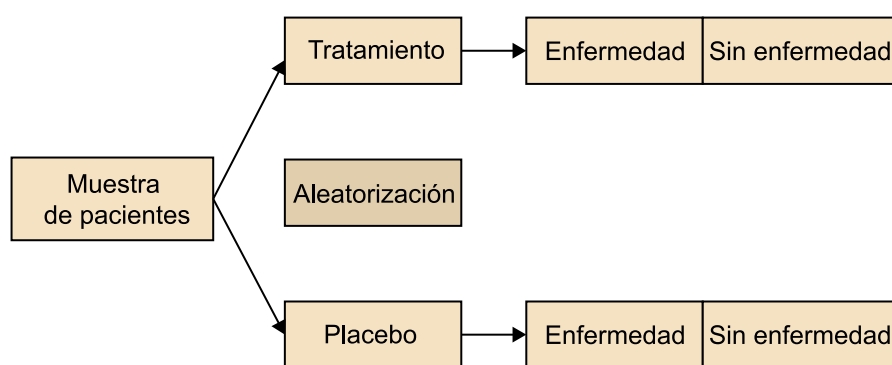 Tratamiento
Enfermedad
Sin enfermedad
Muestra
de pacientes
Aleatorización
Placebo
Enfermedad
Sin enfermedad